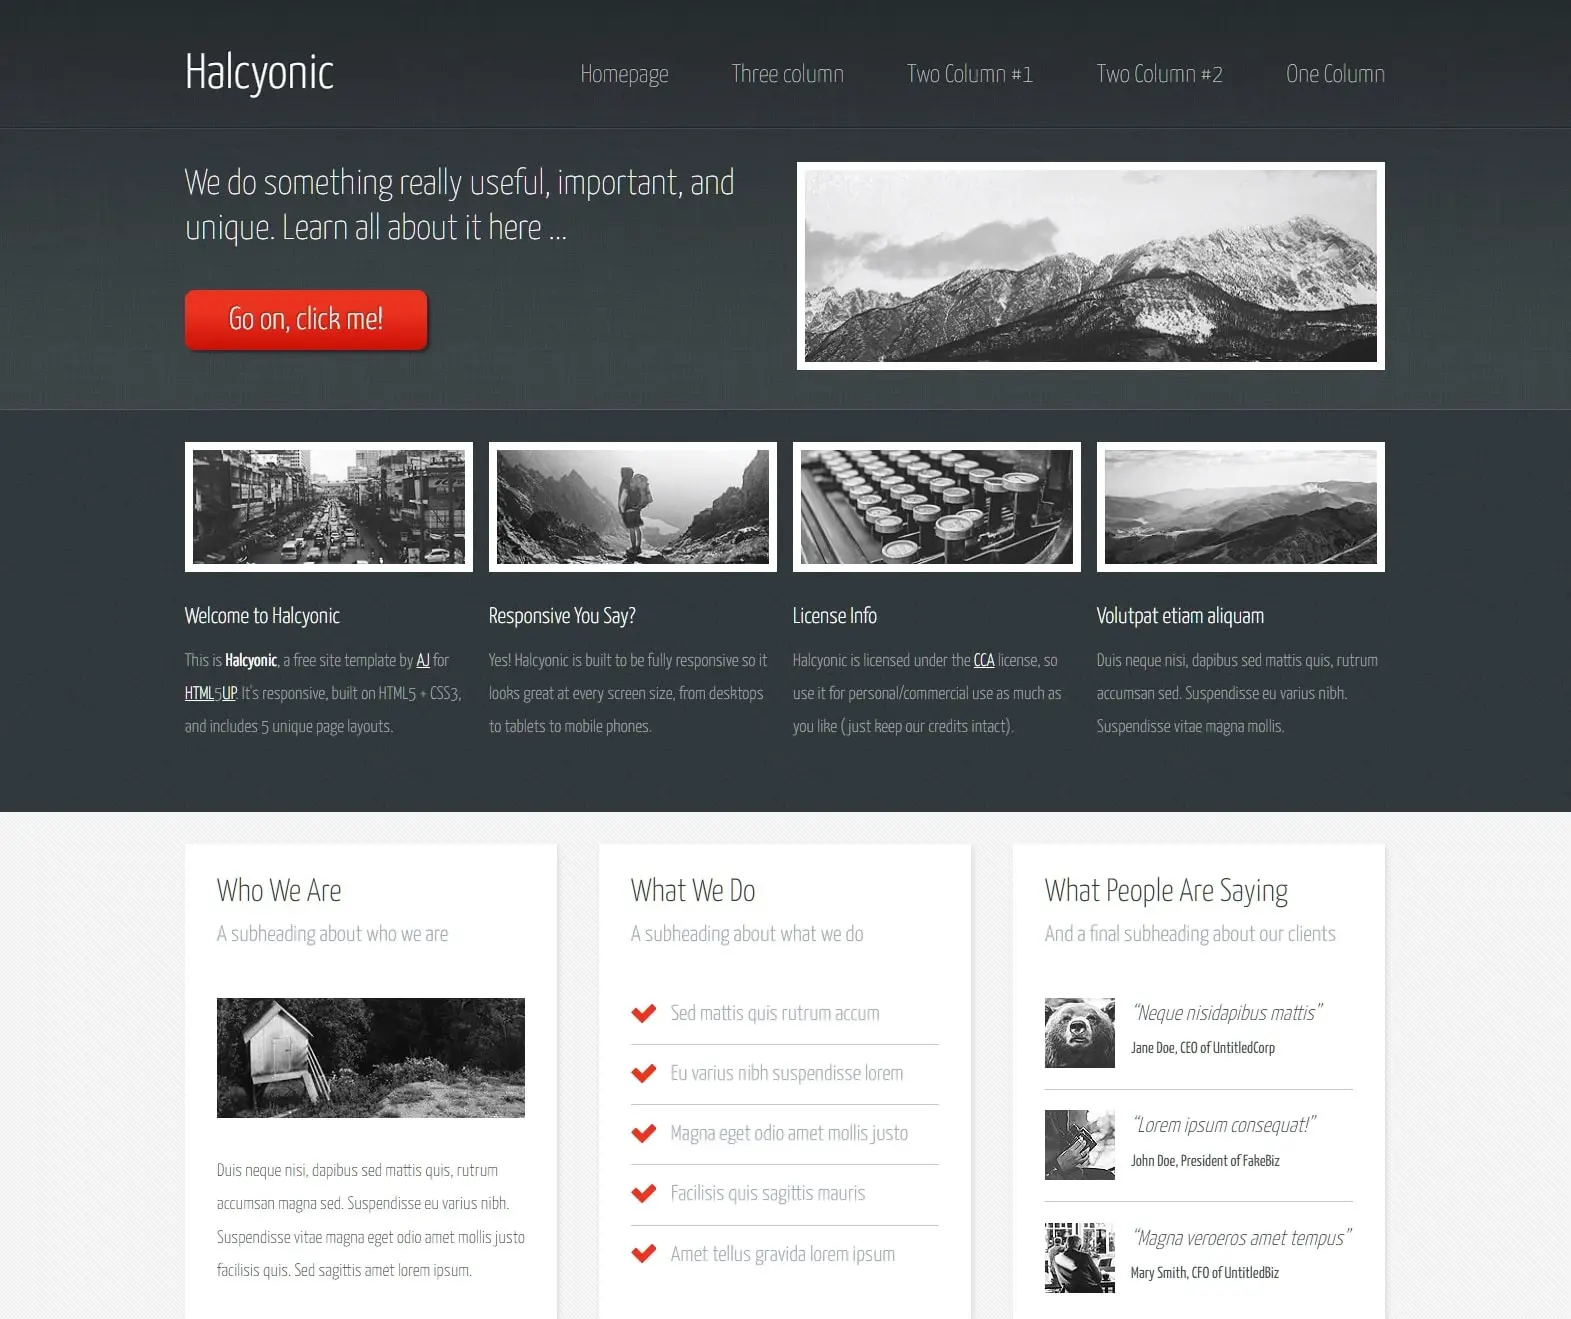 Halcyonic
Homepage
Three column
Two Column #1
Two Column #2
One Column
We do something really useful, important, and
unique. Learn all about it here ...
Go on, click me!
Welcome to Halcyonic
This is Halcyonic, a free site template by AJ for
HTML5UP. It's responsive, built on HTML5 + CSS3,
and includes 5 unique page layouts.
Responsive You Say?
Yes! Halcyonic is built to be fully responsive so it
looks great at every screen size, from desktops
to tablets to mobile phones.
License Info
Halcyonic is licensed under the CCA license, so
use it for personal/commercial use as much as
you like (just keep our credits intact).
Volutpat etiam aliquam
Duis neque nisi, dapibus sed mattis quis, rutrum
accumsan sed. Suspendisse eu varius nibh.
Suspendisse vitae magna mollis.
Who We Are
A subheading about who we are
Duis neque nisi, dapibus sed mattis quis, rutrum
accumsan magna sed. Suspendisse eu varius nibh.
Suspendisse vitae magna eget odio amet mollis justo
facilisis quis. Sed sagittis amet lorem ipsum.
What We Do
A subheading about what we do
Sed mattis quis rutrum accum
Eu varius nibh suspendisse lorem
Magna eget odio amet mollis justo
Facilisis quis sagittis mauris
Amet tellus gravida lorem ipsum
What People Are Saying
And a final subheading about our clients
“Neque nisidapibus mattis”
Jane Doe, CEO of UntitledCorp
“Lorem ipsum consequat!”
John Doe, President of FakeBiz
“Magna veroeros amet tempus”
Mary Smith, CFO of UntitledBiz